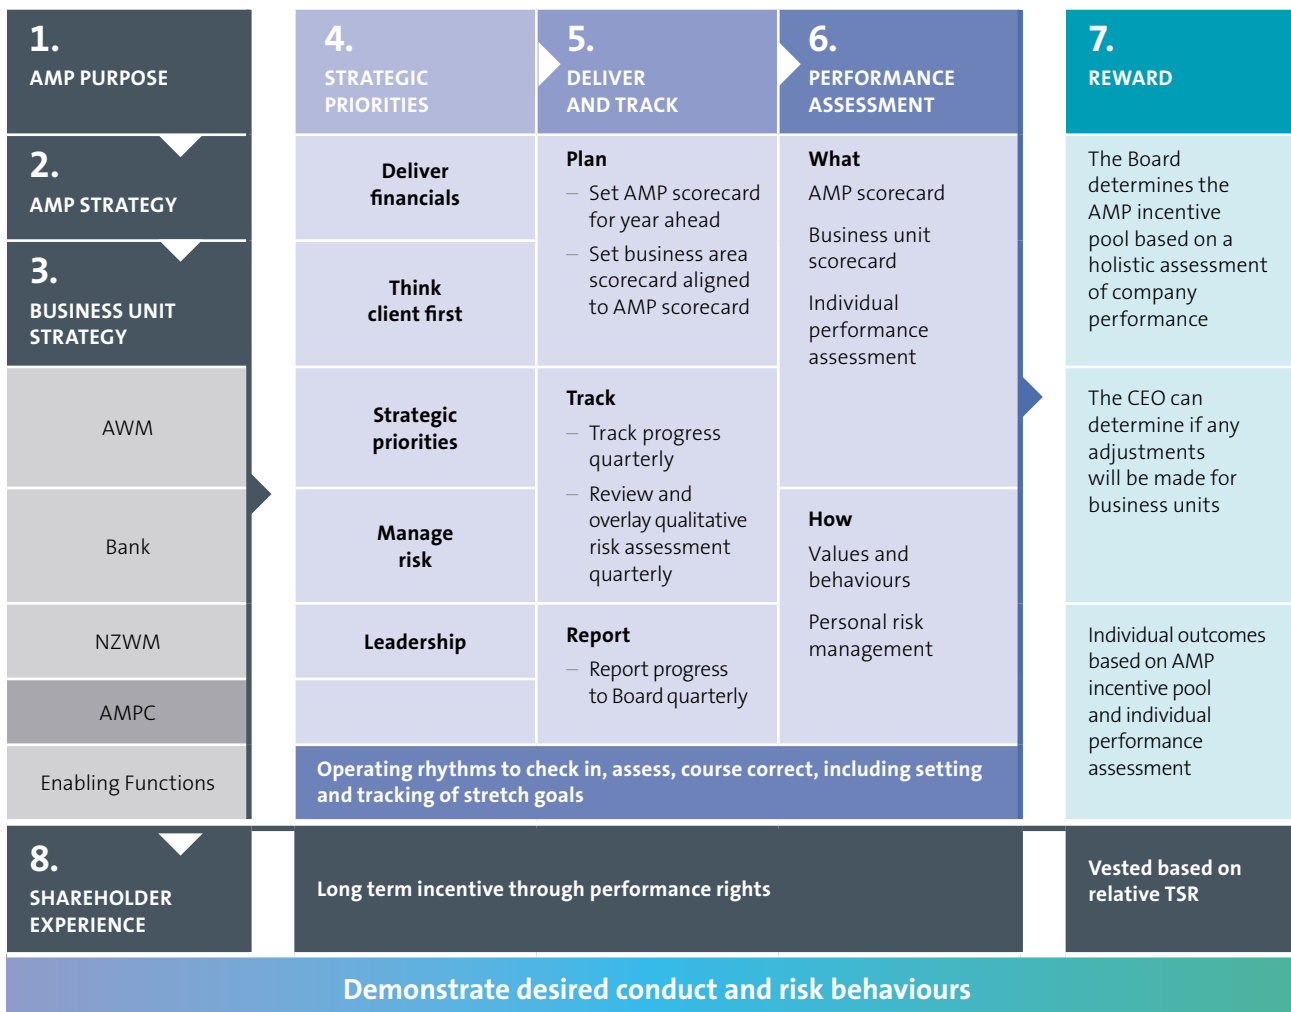 1.
AMP PURPOSE
2.
AMP STRATEGY
3.
BUSINESS UNIT
STRATEGY
AWM
Bank
NZWM
AMPC
Enabling Functions
4.
STRATEGIC
PRIORITIES
Deliver
financials
Think
client first
Strategic
priorities
Manage
risk
Leadership
5.
DELIVER
AND TRACK
Plan
– Set AMP scorecard
for year ahead
– Set business area
scorecard aligned
to AMP scorecard
Track
– Track progress
quarterly
– Review and
overlay qualitative
risk assessment
quarterly
Report
– Report progress
to Board quarterly
6.
PERFORMANCE
ASSESSMENT
What
AMP scorecard
Business unit
scorecard
Individual
performance
assessment
How
Values and
behaviours
Personal risk
management
Operating rhythms to check in, assess, course correct, including setting
and tracking of stretch goals
7.
REWARD
The Board
determines the
AMP incentive
pool based on a
holistic assessment
of company
performance
The CEO can
determine if any
adjustments
will be made for
business units
Individual outcomes
based on AMP
incentive pool
and individual
performance
assessment
8.
SHAREHOLDER
EXPERIENCE
Long term incentive through performance rights
Vested based on
relative TSR
Demonstrate desired conduct and risk behaviours